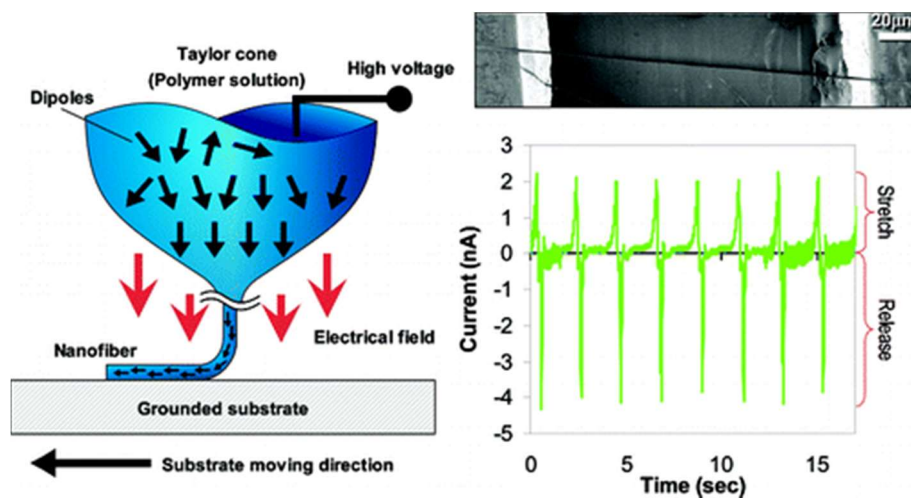 Taylor cone
(Polymer solution)
High voltage
Dipoles
Electrical field
Nanofiber
Grounded substrate
Substrate moving direction
20μm
3
2
1
0
-1
-2
-3
-4
-5
Current (nA)
0
5
10
15
Time (sec)
Stretch
Release